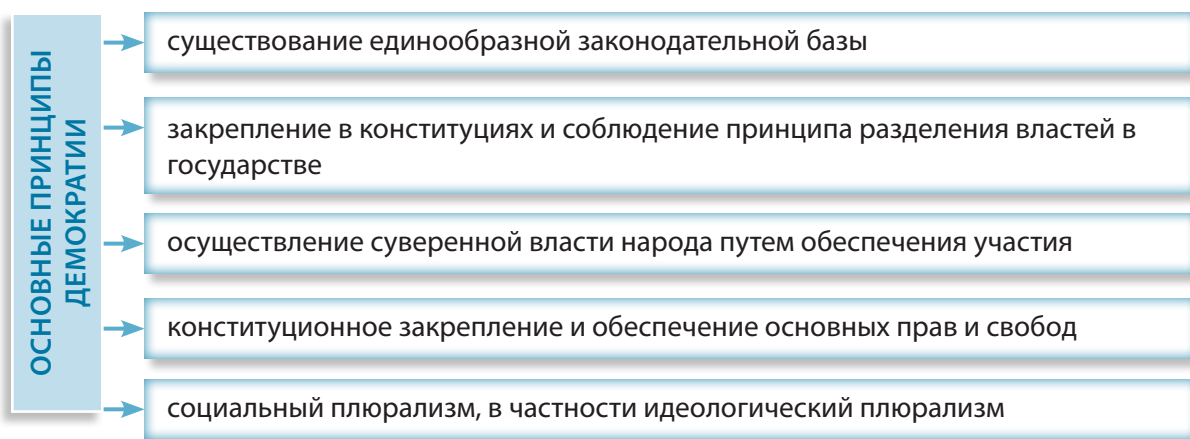 ОСНОВНЫЕ ПРИНЦИПЫ
ДЕМОКРАТИИ
существование единообразной законодательной базы
закрепление в конституциях и соблюдение принципа разделения властей в
государстве
осуществление суверенной власти народа путем обеспечения участия
конституционное закрепление и обеспечение основных прав и свобод
социальный плюрализм, в частности идеологический плюрализм